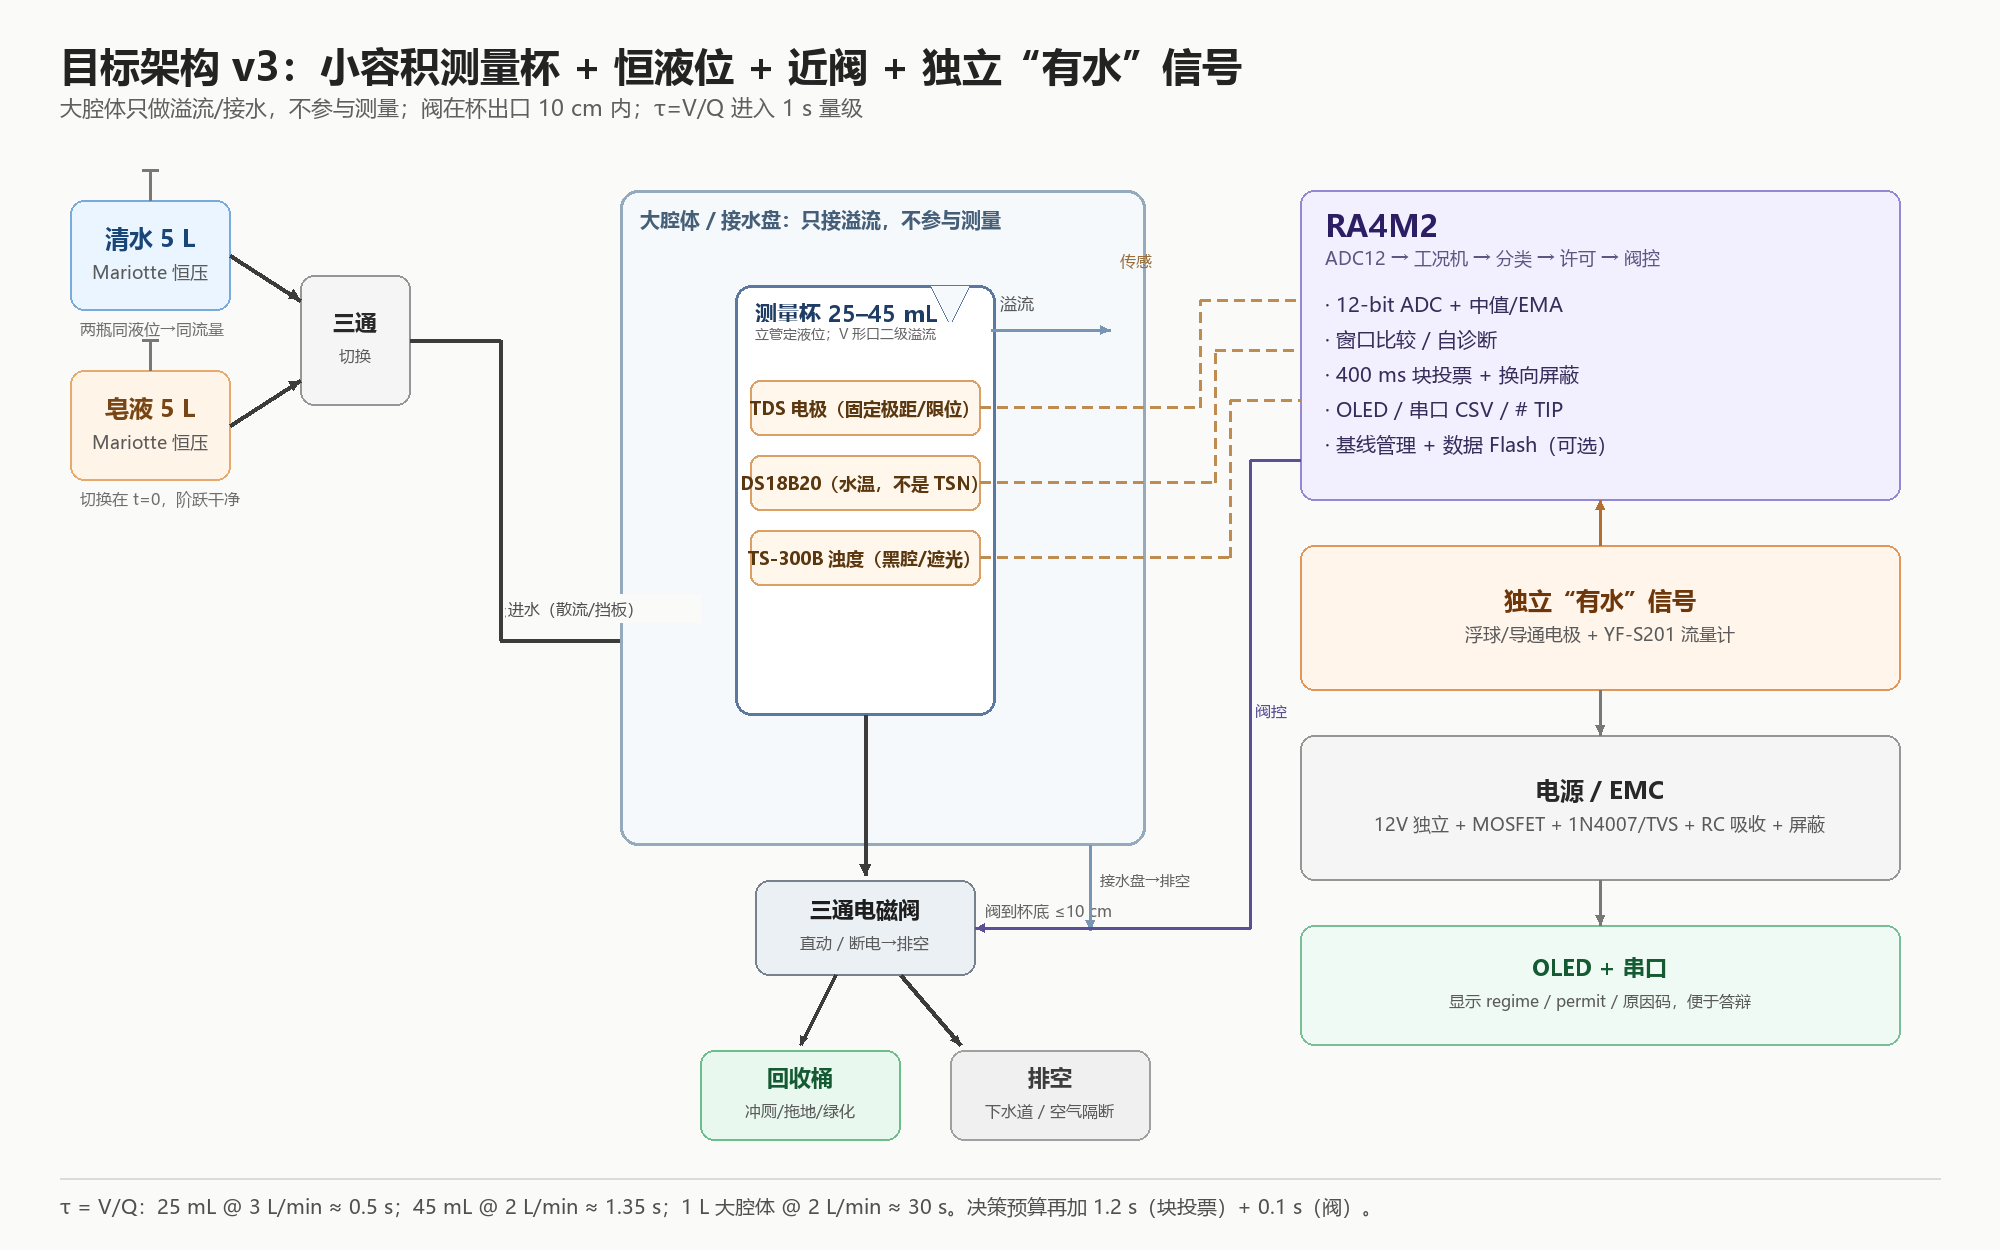 目标架构 v3：小容积测量杯 + 恒液位 + 近阀 + 独立“有水”信号
大腔体只做溢流/接水，不参与测量；阀在杯出口 10 cm 内；τ=V/Q 进入 1 s 量级
清水 5 L
Mariotte 恒压
两瓶同液位→同流量
皂液 5 L
Mariotte 恒压
切换在 t=0，阶跃干净
三通
切换
进水（散流/挡板）
大腔体 / 接水盘：只接溢流，不参与测量
传感
测量杯 25–45 mL
立管定液位；V 形口二级溢流
溢流
TDS 电极（固定极距/限位）
DS18B20（水温，不是 TSN）
TS-300B 浊度（黑腔/遮光）
阀控
接水盘→排空
阀到杯底 ≤10 cm
三通电磁阀
直动 / 断电→排空
回收桶
冲厕/拖地/绿化
排空
下水道 / 空气隔断
RA4M2
ADC12 → 工况机 → 分类 → 许可 → 阀控
· 12-bit ADC + 中值/EMA
· 窗口比较 / 自诊断
· 400 ms 块投票 + 换向屏蔽
· OLED / 串口 CSV / # TIP
· 基线管理 + 数据 Flash（可选）
独立“有水”信号
浮球/导通电极 + YF-S201 流量计
电源 / EMC
12V 独立 + MOSFET + 1N4007/TVS + RC 吸收 + 屏蔽
OLED + 串口
显示 regime / permit / 原因码，便于答辩
τ = V/Q：25 mL @ 3 L/min ≈ 0.5 s；45 mL @ 2 L/min ≈ 1.35 s；1 L 大腔体 @ 2 L/min ≈ 30 s。决策预算再加 1.2 s（块投票）+ 0.1 s（阀）。